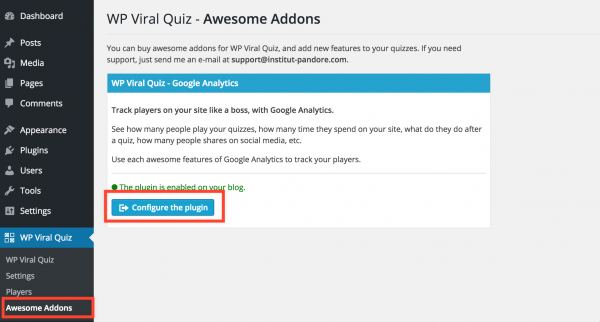 Dashboard
Posts
Media
Pages
Comments
Appearance
Plugins
Users
Tools
Settings
WP Viral Quiz
WP Viral Quiz
Settings
Players
Awesome Addons
WP Viral Quiz - Awesome Addons
You can buy awesome addons for WP Viral Quiz, and add new features to your quizzes. If you need
support, just send me an e-mail at support@institut-pandore.com.
WP Viral Quiz - Google Analytics
Track players on your site like a boss, with Google Analytics.
See how many people play your quizzes, how many time they spend on your site, what do they do after
a quiz, how many people shares on social media, etc.
Use each awesome features of Google Analytics to track your players.
The plugin is enabled on your blog.
Configure the plugin